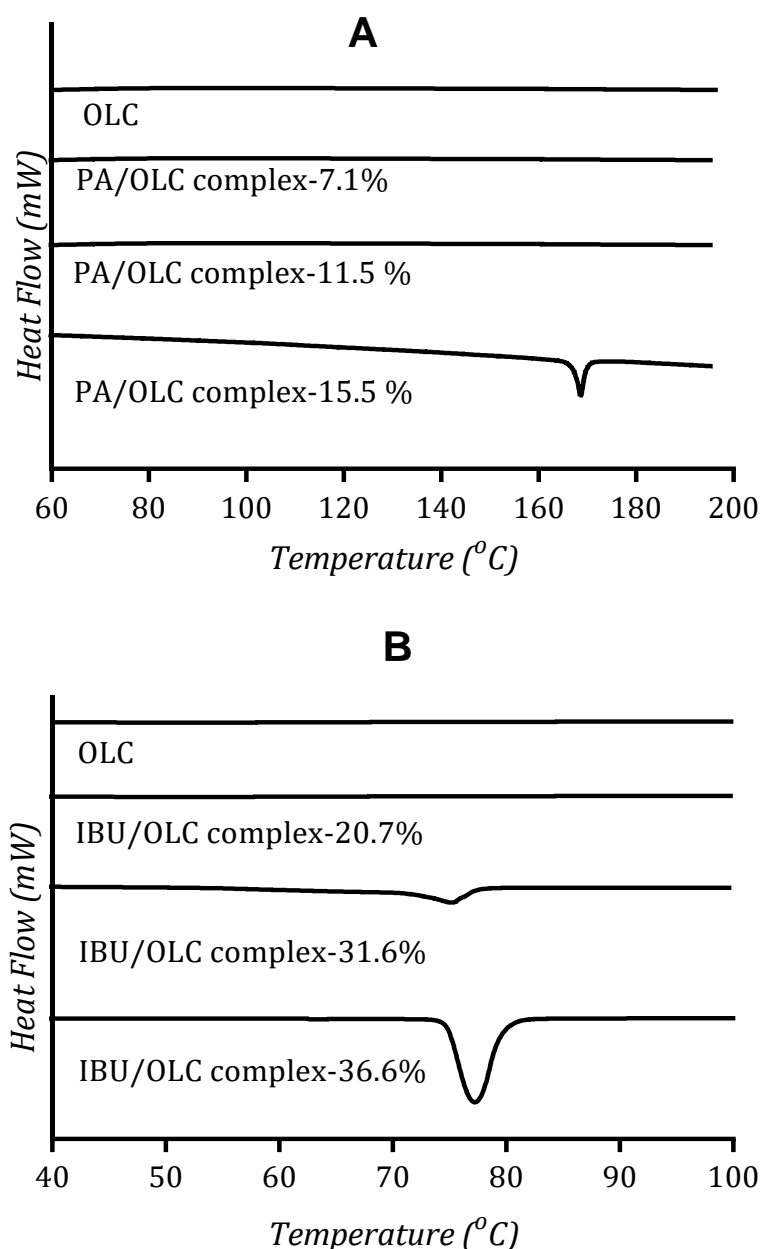 A
Heat Flow (mW)
OLC
PA/OLC complex-7.1%
PA/OLC complex-11.5 %
PA/OLC complex-15.5 %
60 80 100 120 140 160 180 200
Temperature (°C)
B
Heat Flow (mW)
OLC
IBU/OLC complex-20.7%
IBU/OLC complex-31.6%
IBU/OLC complex-36.6%
40 50 60 70 80 90 100
Temperature (°C)